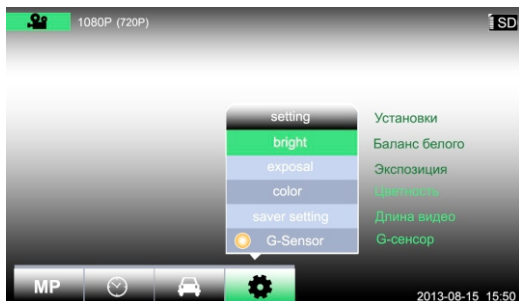 1080P (720P)
SD
setting Установки
bright Баланс белого
exposal Экспозиция
color Цветность
saver setting Длина видео
G-Sensor G-сенсор
MP
2013-08-15 15:50